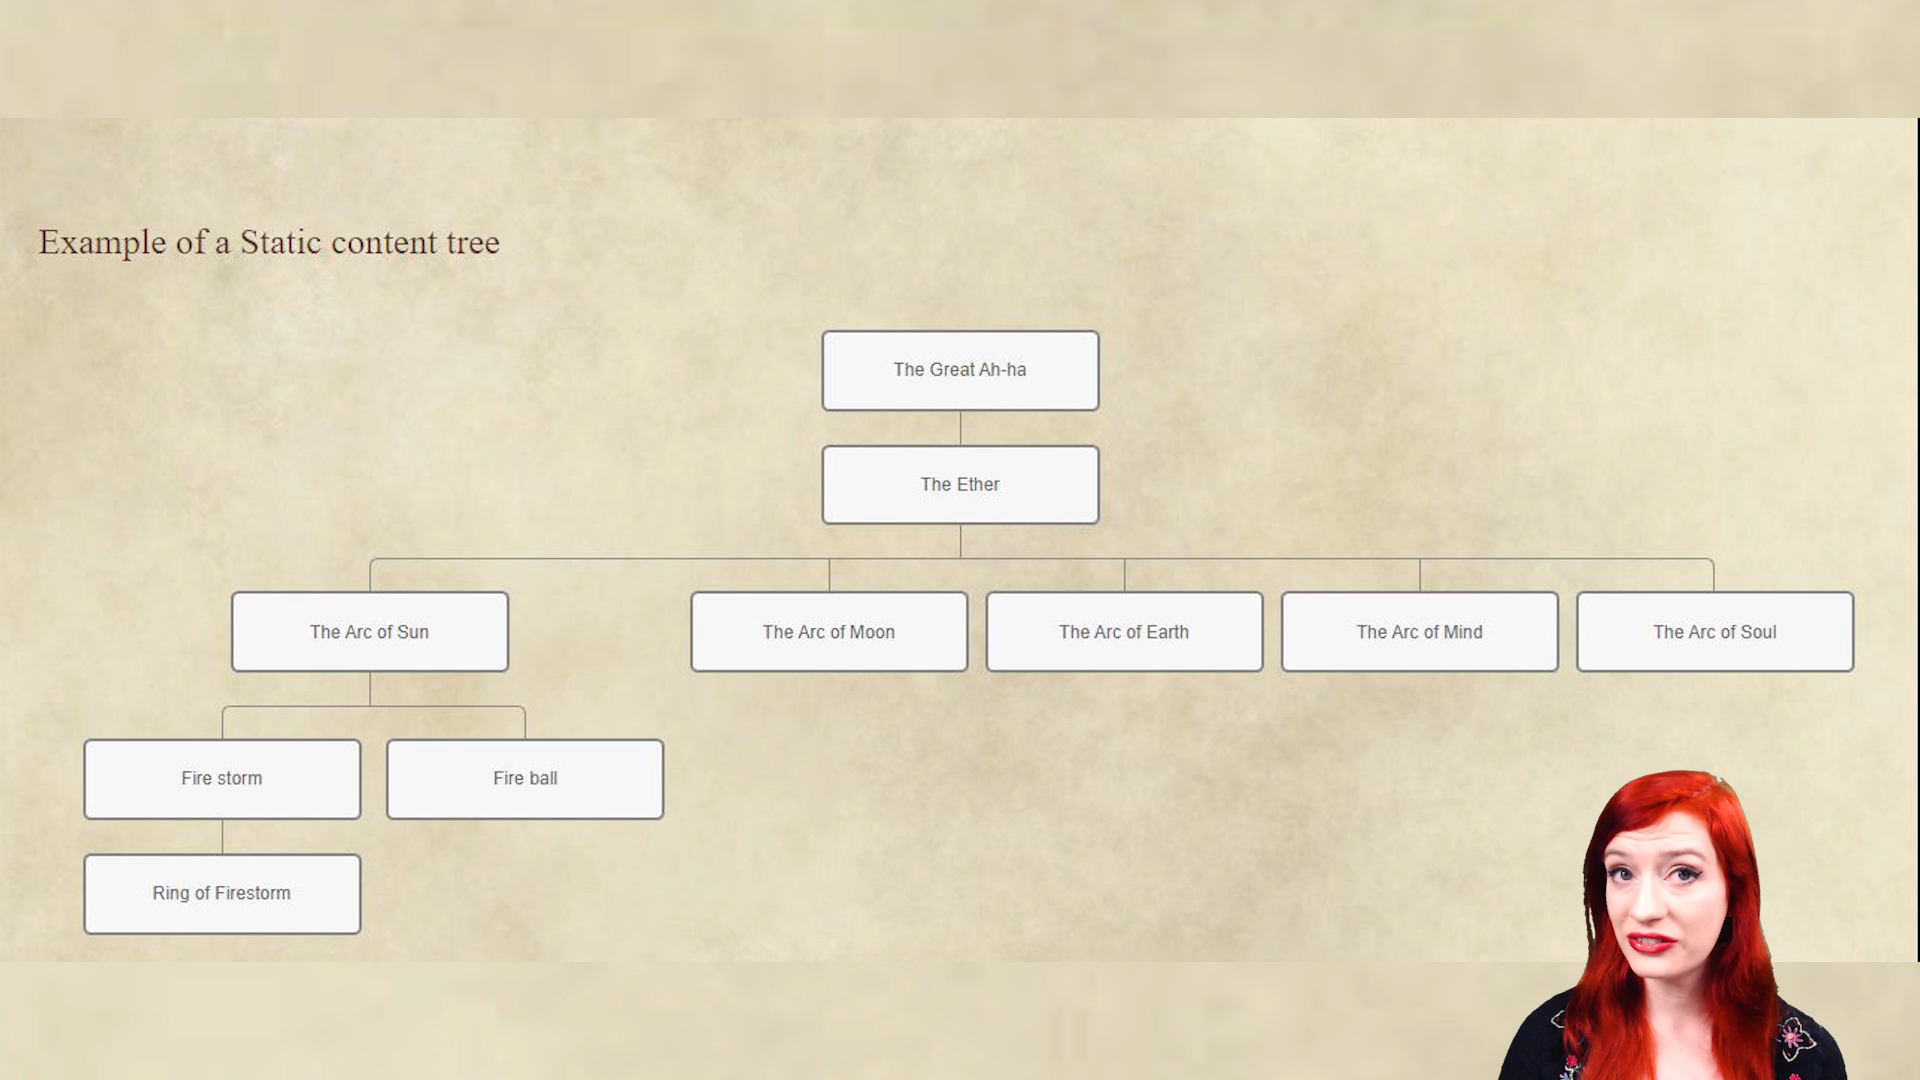 Example of a Static content tree
The Great Ah-ha
The Ether
The Arc of Sun
The Arc of Moon
The Arc of Earth
The Arc of Mind
The Arc of Soul
Fire storm
Fire ball
Ring of Firestorm